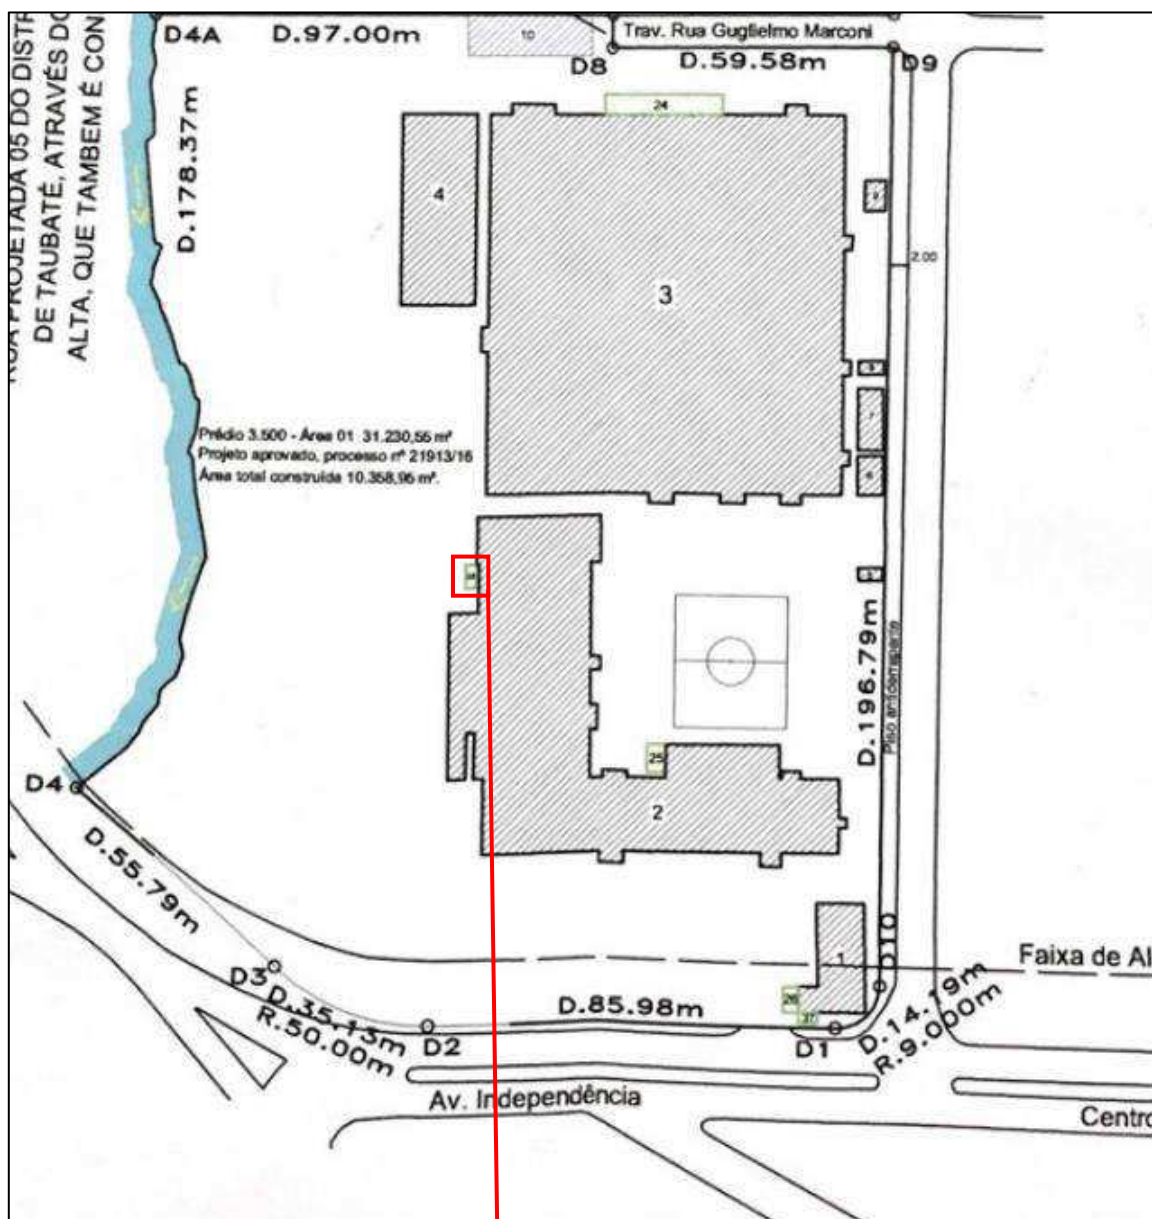 D4A
D.97.00m
10
Trav. Rua Guglielmo Marconi
D8
D.59.58m
D9
RUA PROJETADA 05 DO DISTR
DE TAUBATÉ, ATRAVÉS DO
ALTA, QUE TAMBEM É CON
D.178.37m
24
4
3
9
2.00
7
Prédio 3.500 - Área 01 31.230,55 m²
Projeto aprovado, processo nº 21913/16
Área total construída 10.358,96 m².
D.196.79m
Piso antiderrapante
25
2
D4
D.55.79m
1
Faixa de Al
D3
D.35.13m
R.50.00m
D2
D.85.98m
26
D1
D.14.19m
R.9.000m
Av. Independência
Centro